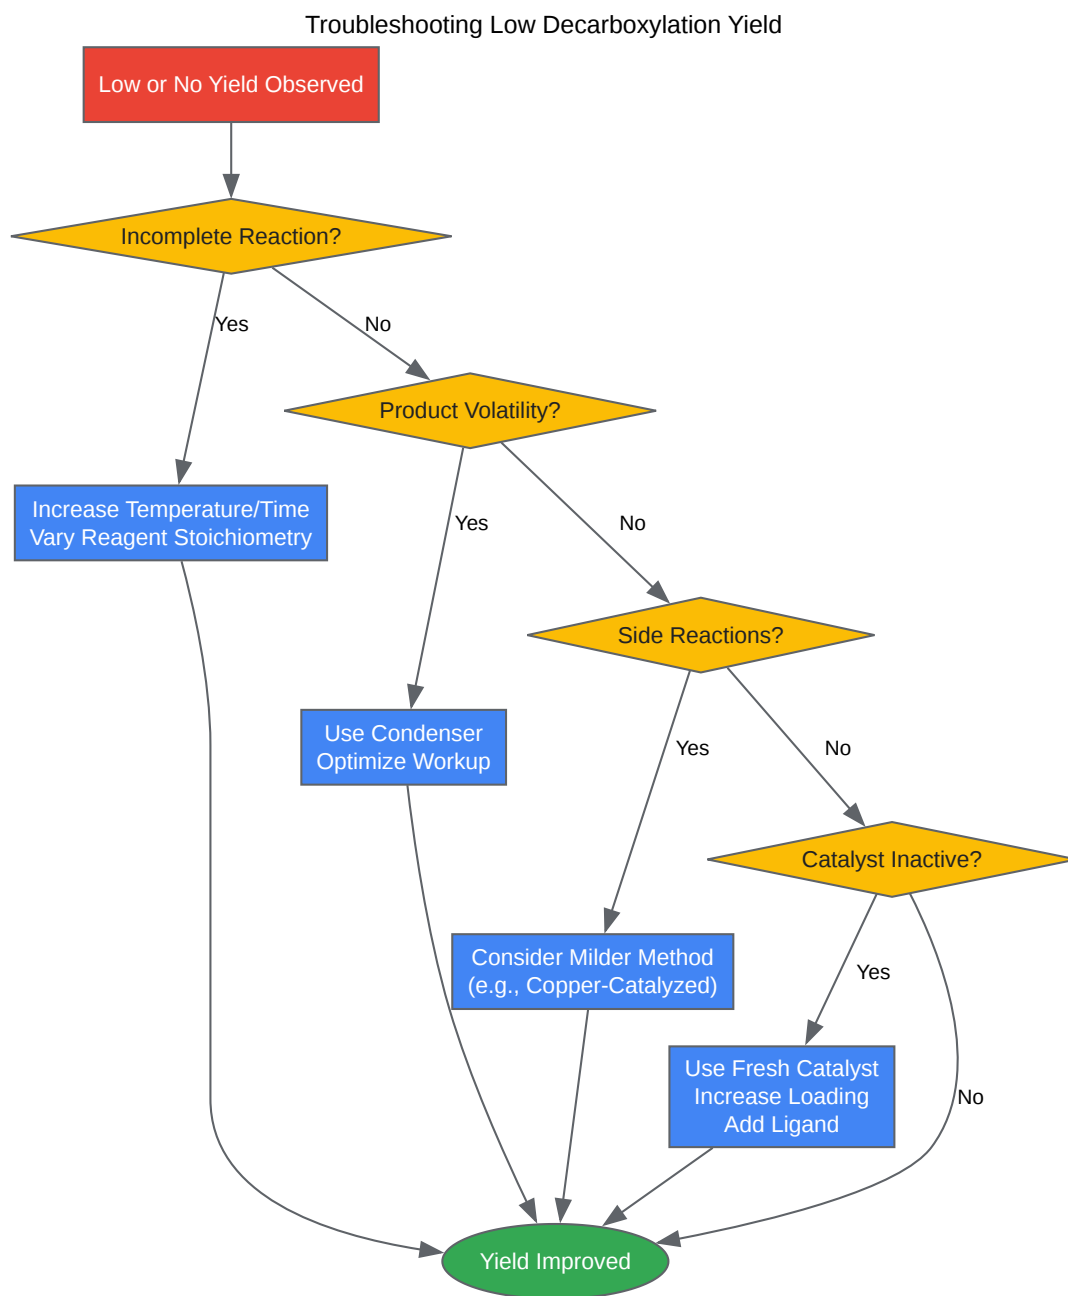 Troubleshooting Low Decarboxylation Yield
Low or No Yield Observed
Incomplete Reaction?
Yes
No
Product Volatility?
Increase Temperature/Time
Vary Reagent Stoichiometry
Yes
No
Side Reactions?
Use Condenser
Optimize Workup
Yes
No
Catalyst Inactive?
Consider Milder Method
(e.g., Copper-Catalyzed)
Yes
Use Fresh Catalyst
Increase Loading
Add Ligand
No
Yield Improved